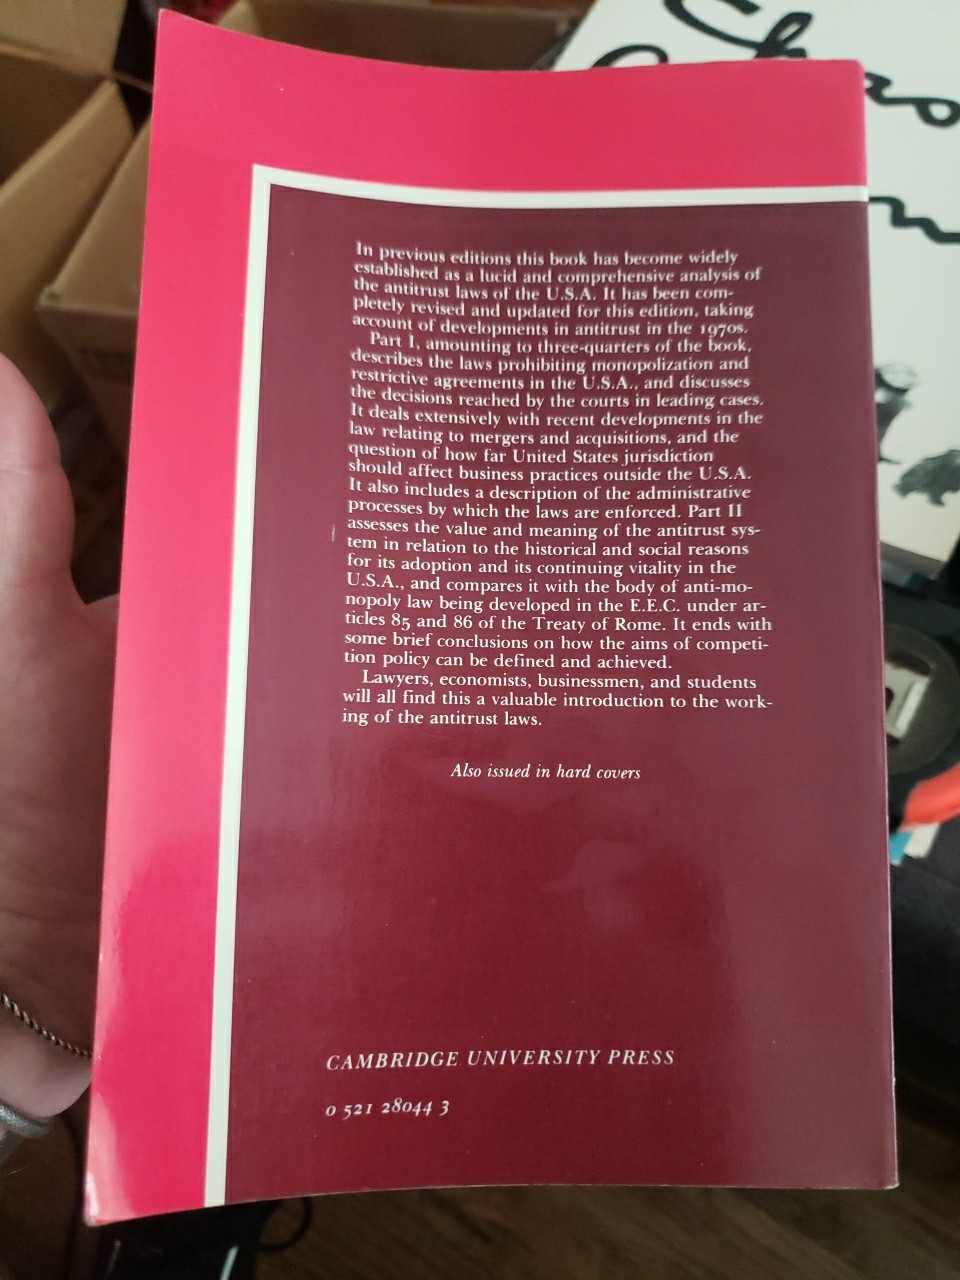 In previous editions this book has become widely
established as a lucid and comprehensive analysis of
the antitrust laws of the U.S.A. It has been com-
pletely revised and updated for this edition, taking
account of developments in antitrust in the 1970s.
Part I, amounting to three-quarters of the book,
describes the laws prohibiting monopolization and
restrictive agreements in the U.S.A., and discusses
the decisions reached by the courts in leading cases.
It deals extensively with recent developments in the
law relating to mergers and acquisitions, and the
question of how far United States jurisdiction
should affect business practices outside the U.S.A.
It also includes a description of the administrative
processes by which the laws are enforced. Part II
assesses the value and meaning of the antitrust sys-
tem in relation to the historical and social reasons
for its adoption and its continuing vitality in the
U.S.A., and compares it with the body of anti-mo-
nopoly law being developed in the E.E.C. under ar-
ticles 85 and 86 of the Treaty of Rome. It ends with
some brief conclusions on how the aims of competi-
tion policy can be defined and achieved.
Lawyers, economists, businessmen, and students
will all find this a valuable introduction to the work-
ing of the antitrust laws.
Also issued in hard covers
CAMBRIDGE UNIVERSITY PRESS
0 521 28044 3